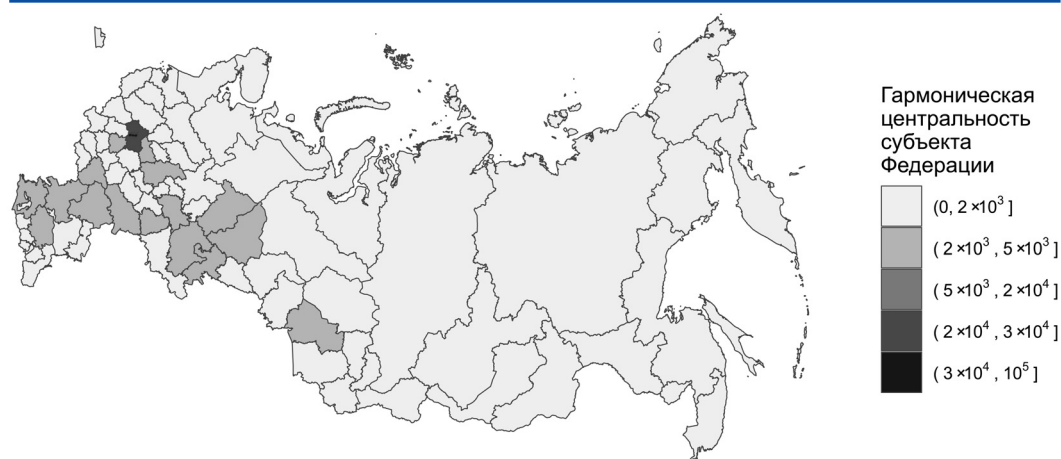 Гармоническая
центральность
субъекта
Федерации
(0, 2×10³ ]
( 2×10³ , 5×10³ ]
( 5×10³ , 2×10⁴ ]
( 2×10⁴ , 3×10⁴ ]
( 3×10⁴ , 10⁵ ]